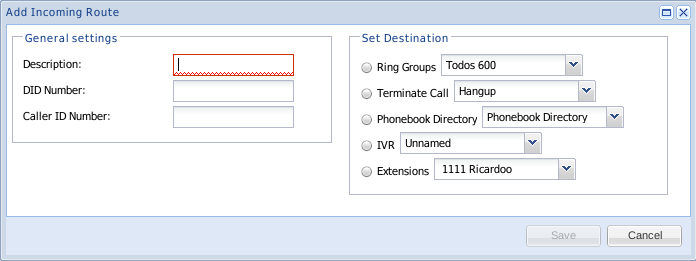 Add Incoming Route
General settings
Description:
DID Number:
Caller ID Number:
Set Destination
Ring Groups Todos 600
Terminate Call Hangup
Phonebook Directory Phonebook Directory
IVR Unnamed
Extensions 1111 Ricardoo
Save Cancel